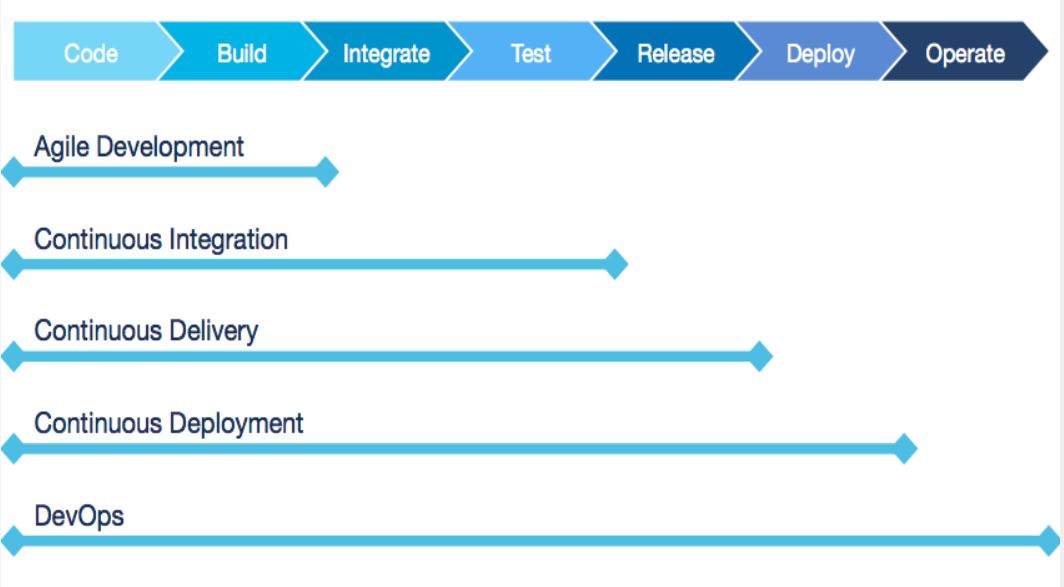 Code Build Integrate Test Release Deploy Operate
Agile Development
Continuous Integration
Continuous Delivery
Continuous Deployment
DevOps